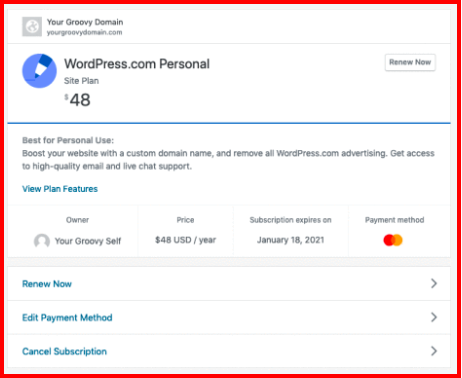 Your Groovy Domain
yourgroovydomain.com
WordPress.com Personal
Renew Now
Site Plan
$48
Best for Personal Use:
Boost your website with a custom domain name, and remove all WordPress.com advertising. Get access
to high-quality email and live chat support.
View Plan Features
Owner
Your Groovy Self
Price
$48 USD / year
Subscription expires on
January 18, 2021
Payment method
Renew Now
Edit Payment Method
Cancel Subscription